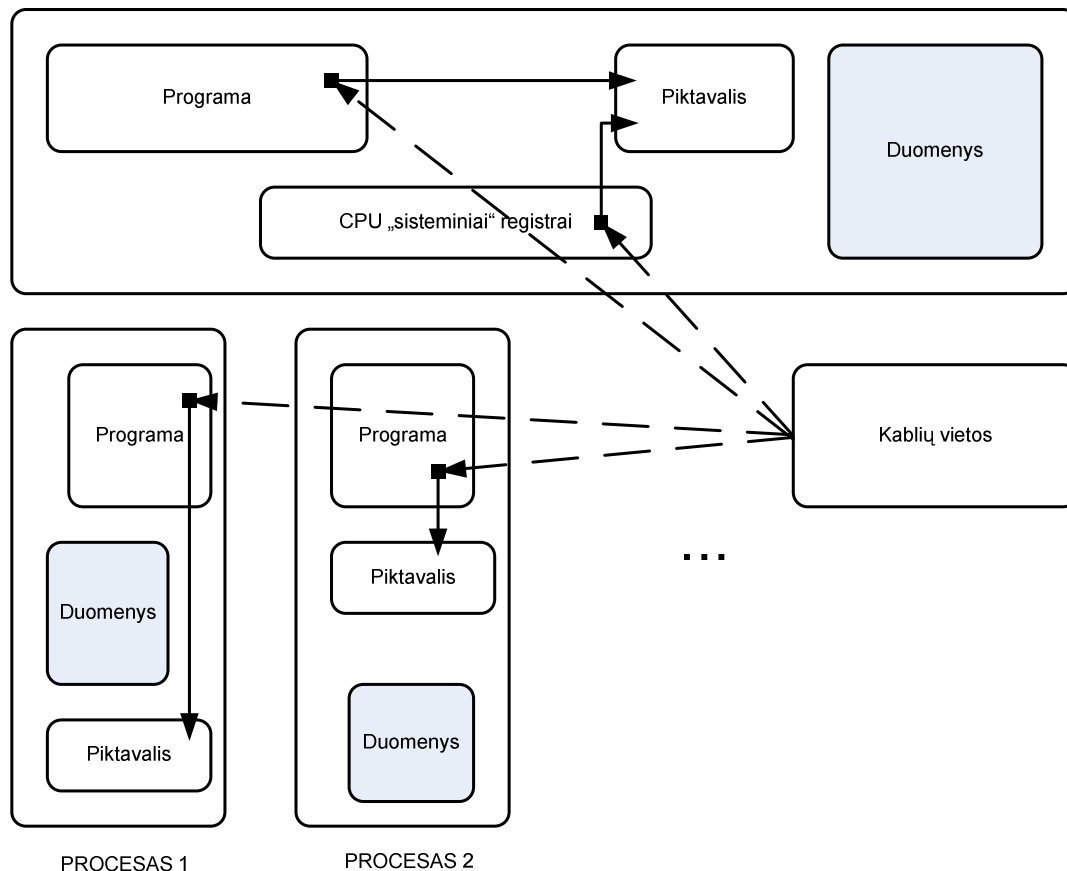 Programa
Piktavalis
Duomenys
CPU „sisteminiai“ registrai
Programa
Programa
Kablių vietos
...
Duomenys
Piktavalis
Duomenys
Piktavalis
PROCESAS 1
PROCESAS 2